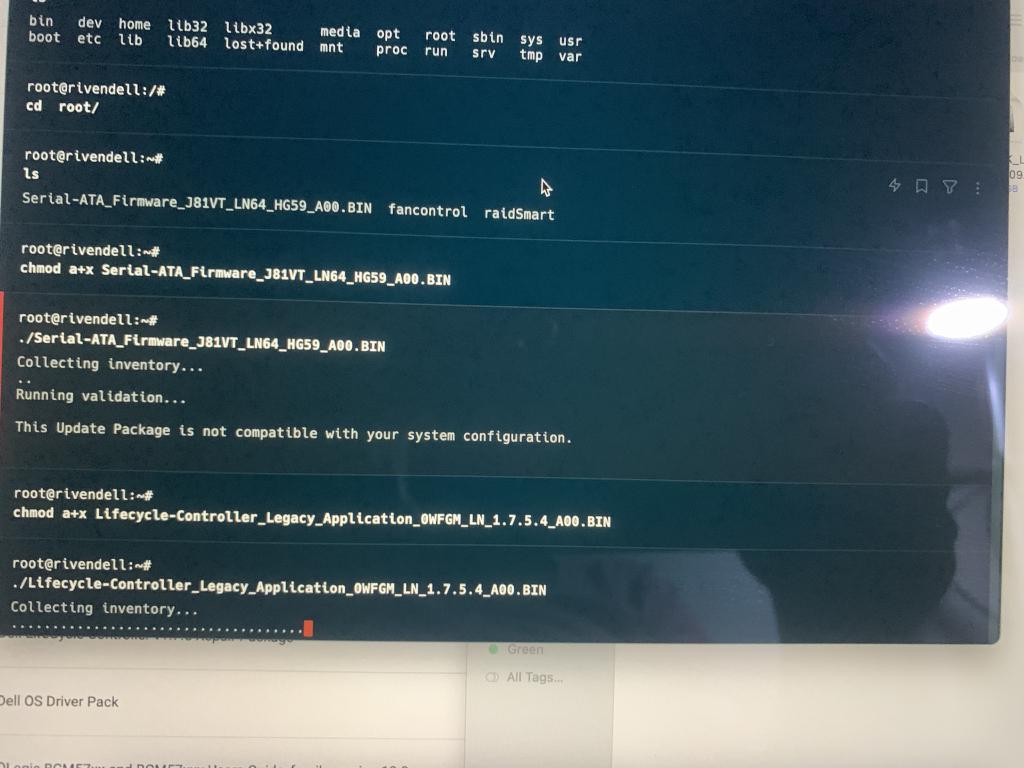 bin dev home lib32 libx32 media opt root sbin sys usr
boot etc lib lib64 lost+found mnt proc run srv tmp var
root@rivendell:/#
cd root/
root@rivendell:~#
ls
Serial-ATA_Firmware_J81VT_LN64_HG59_A00.BIN fancontrol raidSmart
root@rivendell:~#
chmod a+x Serial-ATA_Firmware_J81VT_LN64_HG59_A00.BIN
root@rivendell:~#
./Serial-ATA_Firmware_J81VT_LN64_HG59_A00.BIN
Collecting inventory...
..
Running validation...
This Update Package is not compatible with your system configuration.
root@rivendell:~#
chmod a+x Lifecycle-Controller_Legacy_Application_0WFGM_LN_1.7.5.4_A00.BIN
root@rivendell:~#
./Lifecycle-Controller_Legacy_Application_0WFGM_LN_1.7.5.4_A00.BIN
Collecting inventory...
....................................
Green
All Tags...
Dell OS Driver Pack